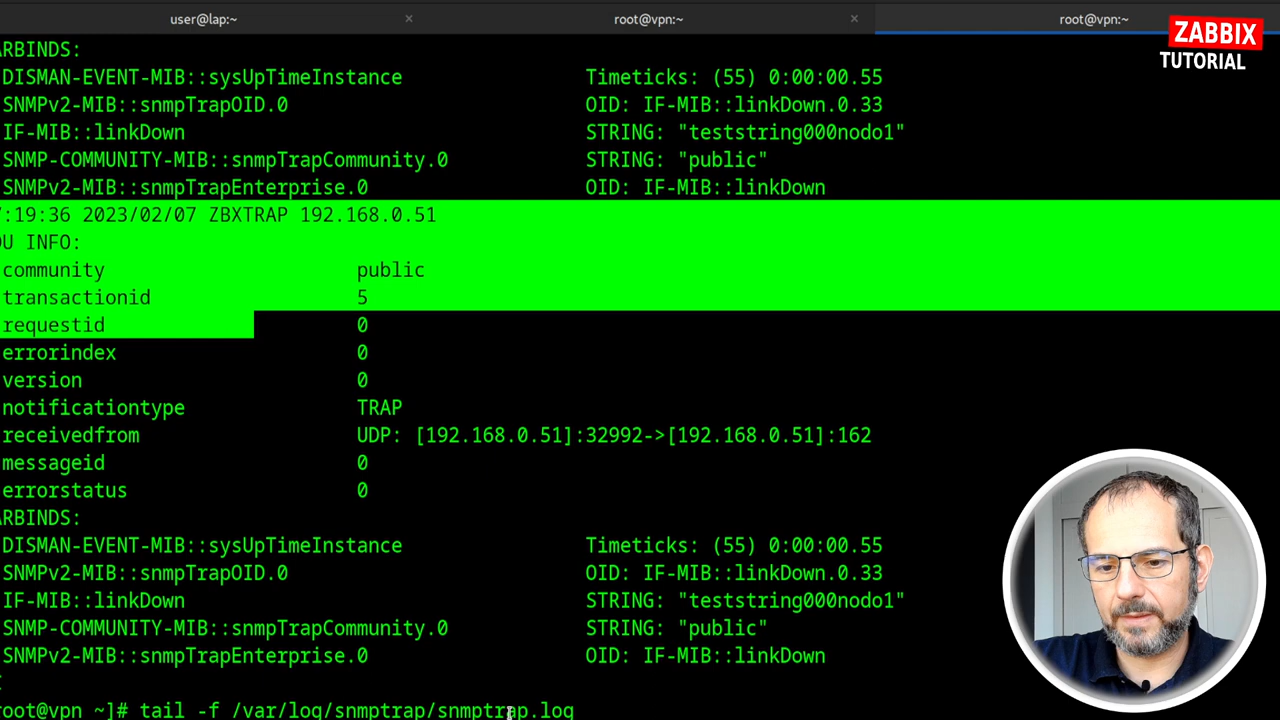 user@lap:~ × root@vpn:~ × root@vpn:~
ZABBIX
TUTORIAL
ARBINDS:
DISMAN-EVENT-MIB::sysUpTimeInstance Timeticks: (55) 0:00:00.55
SNMPv2-MIB::snmpTrapOID.0 OID: IF-MIB::linkDown.0.33
IF-MIB::linkDown STRING: "teststring000nodo1"
SNMP-COMMUNITY-MIB::snmpTrapCommunity.0 STRING: "public"
SNMPv2-MIB::snmpTrapEnterprise.0 OID: IF-MIB::linkDown
:19:36 2023/02/07 ZBXTRAP 192.168.0.51
DU INFO:
community public
transactionid 5
requestid 0
errorindex 0
version 0
notificationtype TRAP
receivedfrom UDP: [192.168.0.51]:32992->[192.168.0.51]:162
messageid 0
errorstatus 0
ARBINDS:
DISMAN-EVENT-MIB::sysUpTimeInstance Timeticks: (55) 0:00:00.55
SNMPv2-MIB::snmpTrapOID.0 OID: IF-MIB::linkDown.0.33
IF-MIB::linkDown STRING: "teststring000nodo1"
SNMP-COMMUNITY-MIB::snmpTrapCommunity.0 STRING: "public"
SNMPv2-MIB::snmpTrapEnterprise.0 OID: IF-MIB::linkDown
root@vpn ~]# tail -f /var/log/snmptrap/snmptrap.log